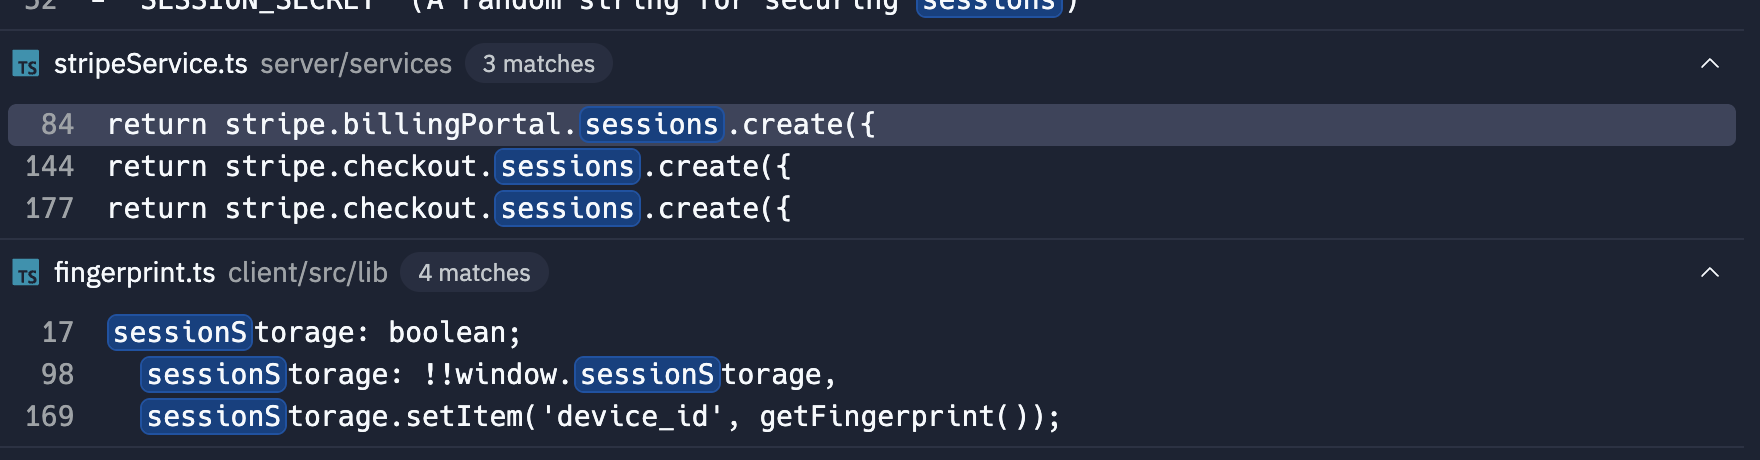 52 - `SESSION_SECRET` (A random string for securing sessions)
TS stripeService.ts server/services 3 matches
84 return stripe.billingPortal.sessions.create({
144 return stripe.checkout.sessions.create({
177 return stripe.checkout.sessions.create({
TS fingerprint.ts client/src/lib 4 matches
17 sessionStorage: boolean;
98 sessionStorage: !!window.sessionStorage,
169 sessionStorage.setItem('device_id', getFingerprint());